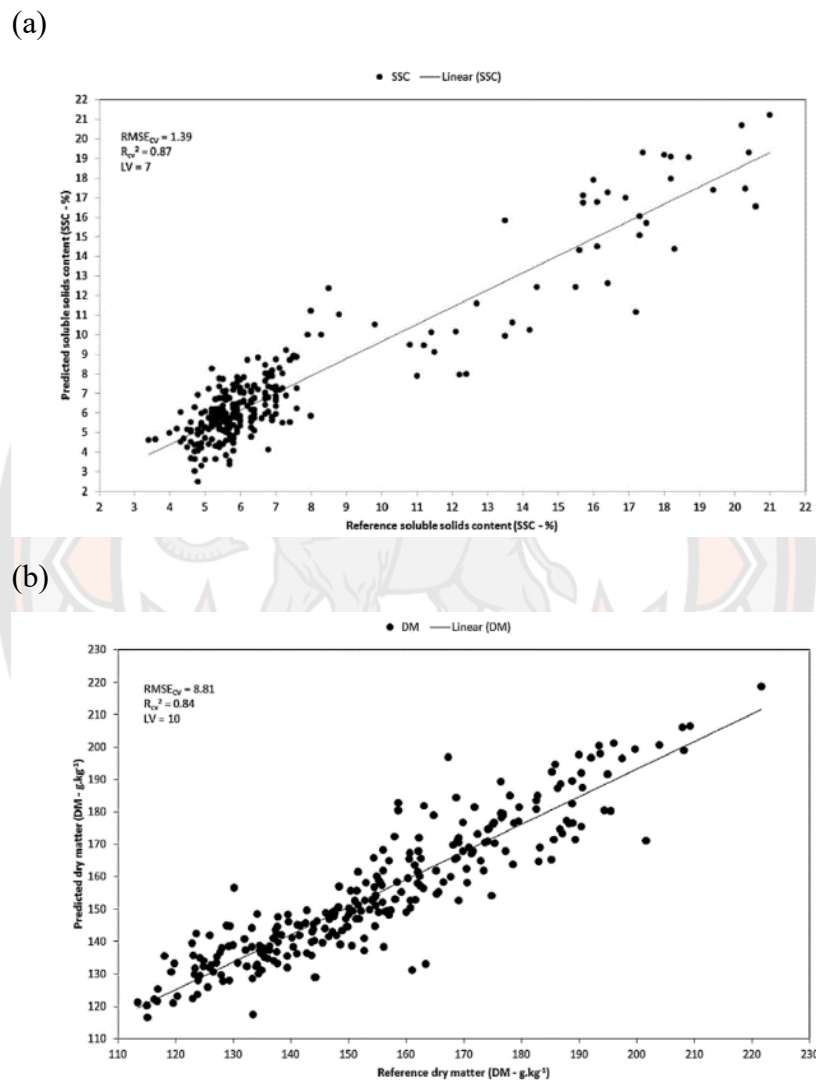 (a)
● SSC — Linear (SSC)
RMSE_CV = 1.39
R_cv² = 0.87
LV = 7
Predicted soluble solids content (SSC - %)
22
21
20
19
18
17
16
15
14
13
12
11
10
9
8
7
6
5
4
3
2
2 3 4 5 6 7 8 9 10 11 12 13 14 15 16 17 18 19 20 21 22
Reference soluble solids content (SSC - %)
(b)
● DM — Linear (DM)
RMSE_CV = 8.81
R_cv² = 0.84
LV = 10
Predicted dry matter (DM - g.kg⁻¹)
230
220
210
200
190
180
170
160
150
140
130
120
110
110 120 130 140 150 160 170 180 190 200 210 220 230
Reference dry matter (DM - g.kg⁻¹)